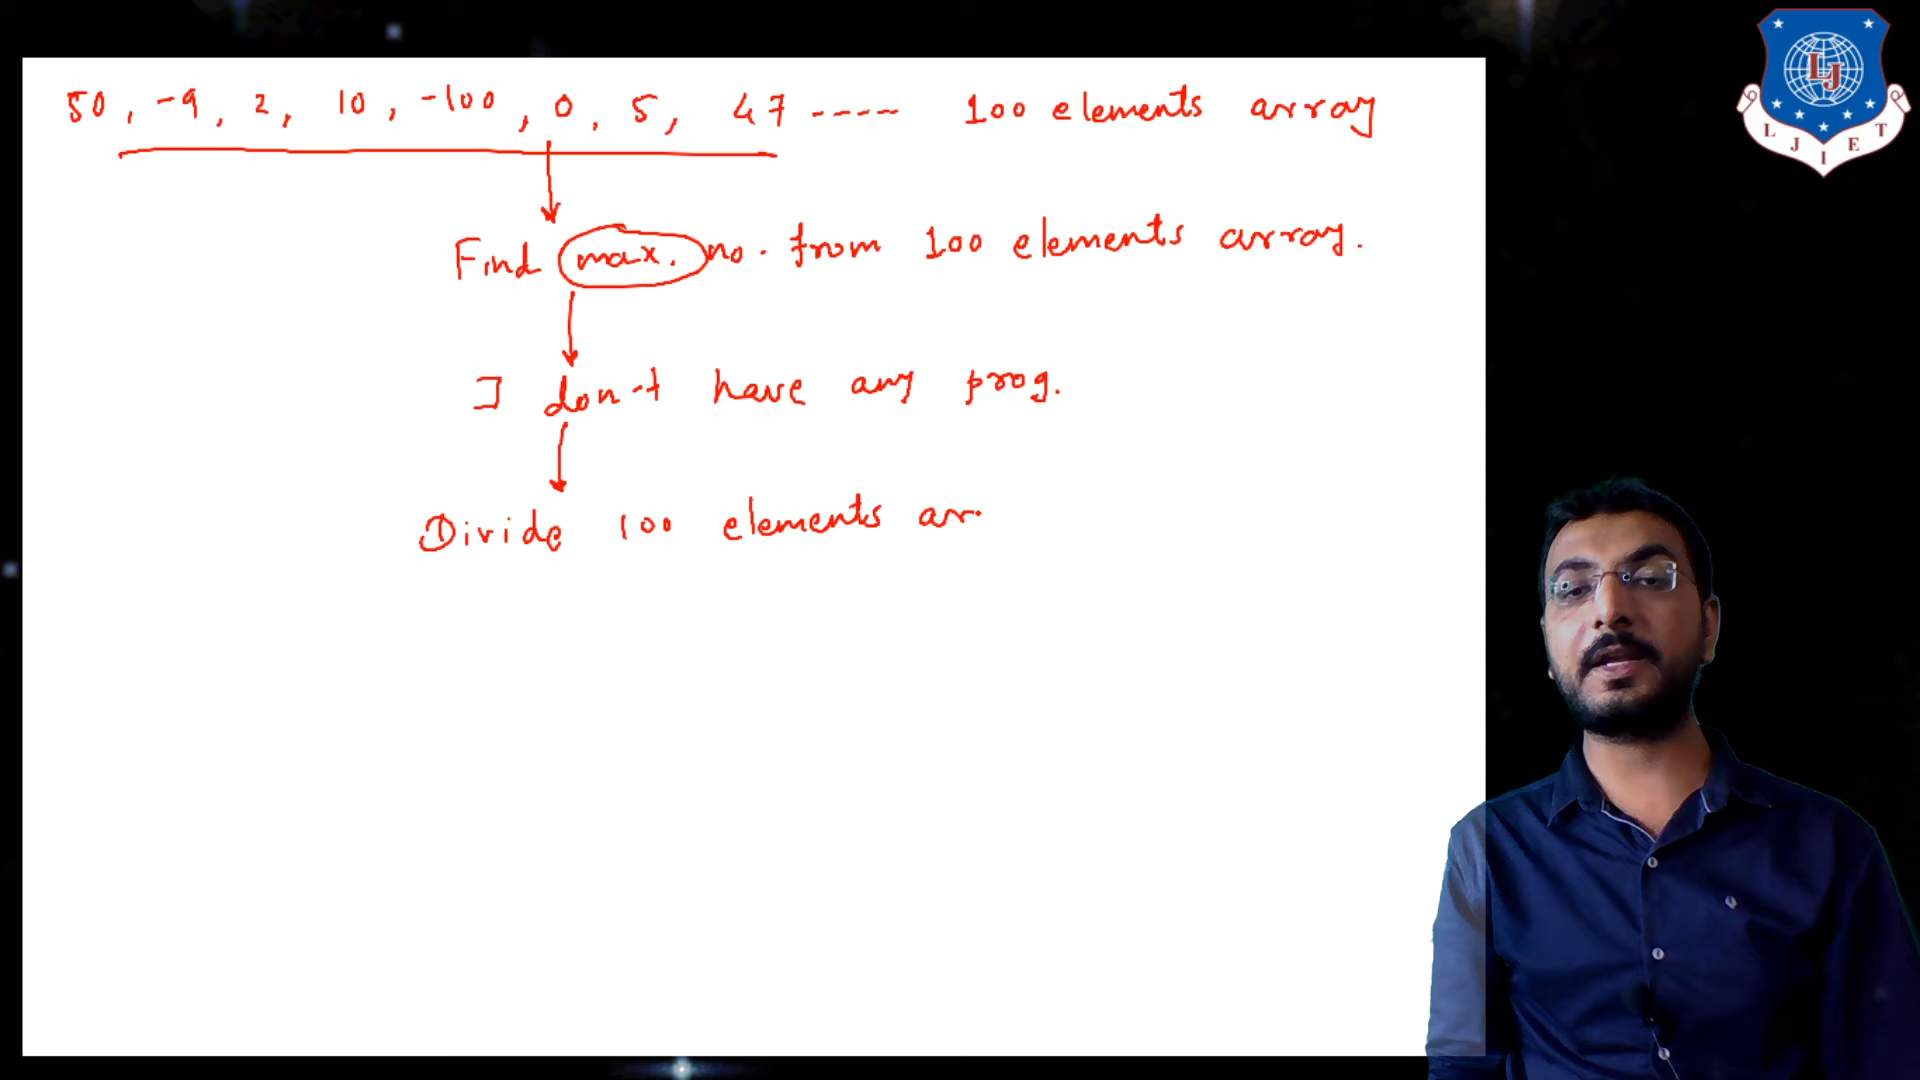 50, -9, 2, 10, -100, 0, 5, 47 ---- 100 elements array
Find max. no. from 100 elements array.
I don't have any prog.
Divide 100 elements ar
LJ
L J I E T